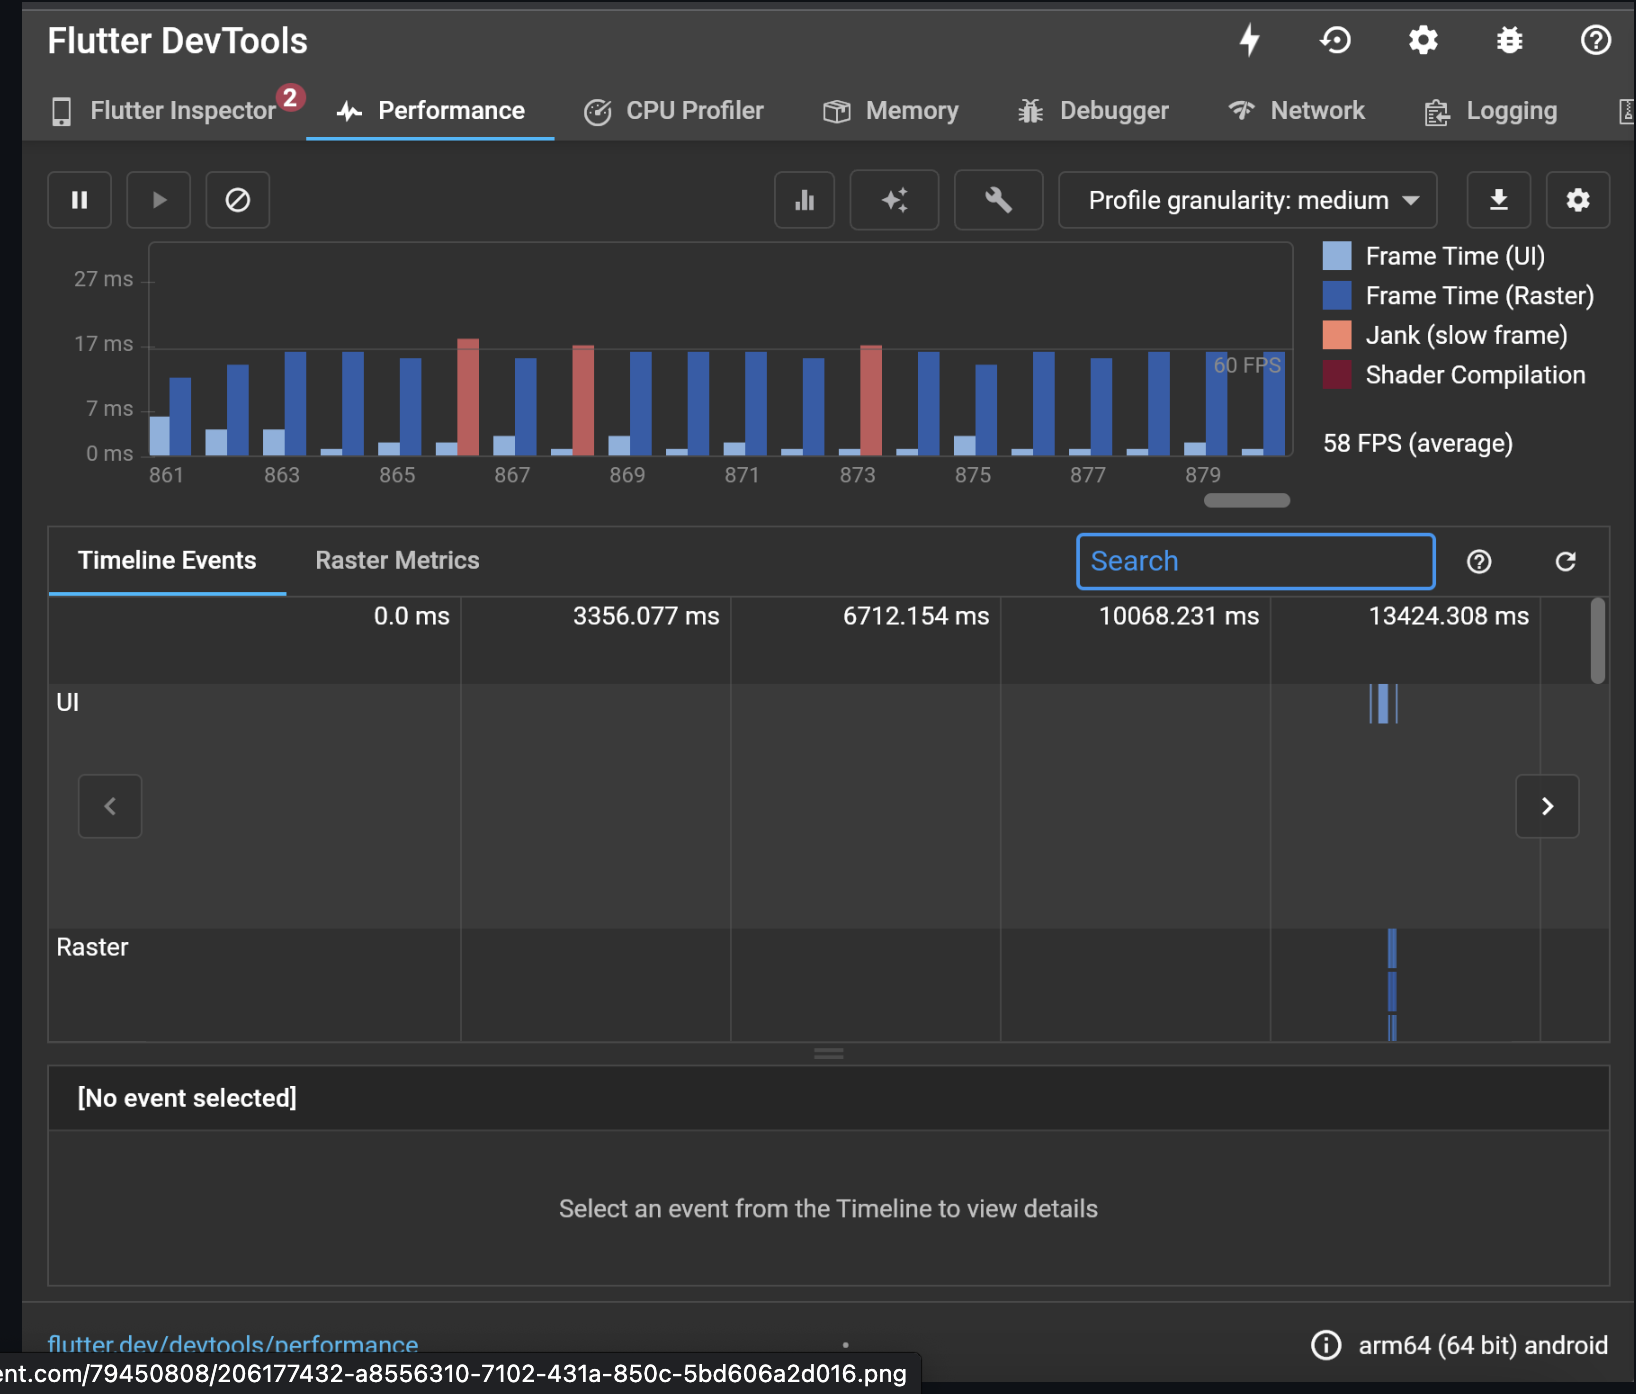 Flutter DevTools
Flutter Inspector 2 Performance CPU Profiler Memory Debugger Network Logging
Profile granularity: medium
27 ms
17 ms
7 ms
0 ms
60 FPS
861 863 865 867 869 871 873 875 877 879
Frame Time (UI)
Frame Time (Raster)
Jank (slow frame)
Shader Compilation
58 FPS (average)
Timeline Events Raster Metrics Search
0.0 ms 3356.077 ms 6712.154 ms 10068.231 ms 13424.308 ms
UI
Raster
[No event selected]
Select an event from the Timeline to view details
flutter.dev/devtools/performance arm64 (64 bit) android
ent.com/79450808/206177432-a8556310-7102-431a-850c-5bd606a2d016.png